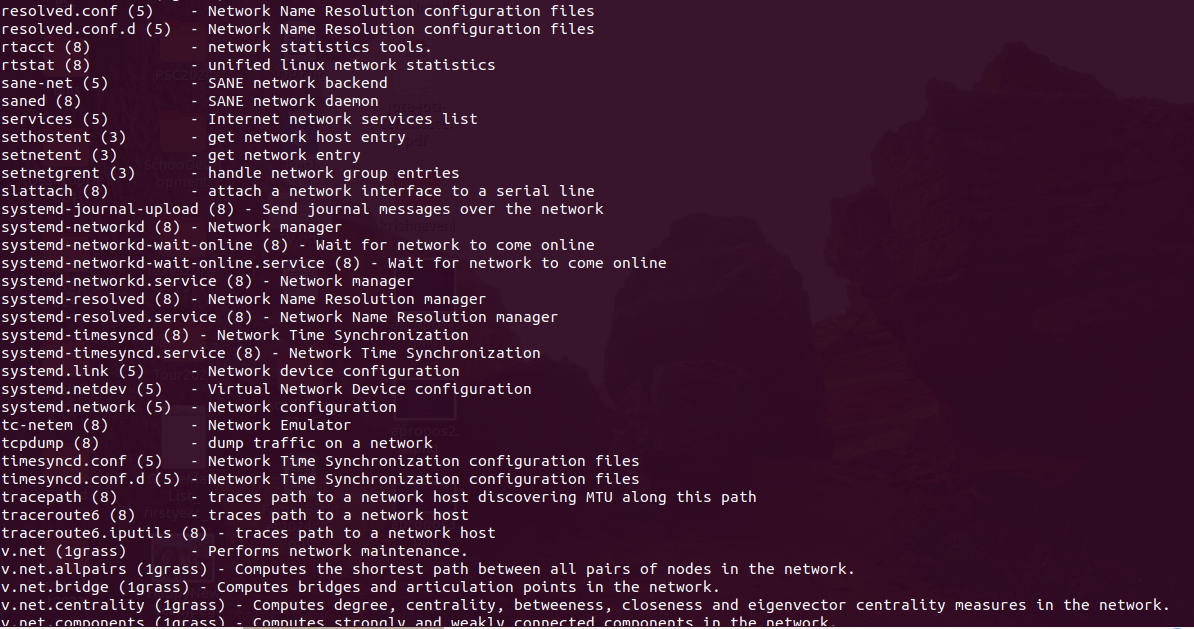 resolved.conf (5)    - Network Name Resolution configuration files
resolved.conf.d (5)  - Network Name Resolution configuration files
rtacct (8)           - network statistics tools.
rtstat (8)           - unified linux network statistics
sane-net (5)         - SANE network backend
saned (8)            - SANE network daemon
services (5)         - Internet network services list
sethostent (3)       - get network host entry
setnetent (3)        - get network entry
setnetgrent (3)      - handle network group entries
slattach (8)         - attach a network interface to a serial line
systemd-journal-upload (8) - Send journal messages over the network
systemd-networkd (8) - Network manager
systemd-networkd-wait-online (8) - Wait for network to come online
systemd-networkd-wait-online.service (8) - Wait for network to come online
systemd-networkd.service (8) - Network manager
systemd-resolved (8) - Network Name Resolution manager
systemd-resolved.service (8) - Network Name Resolution manager
systemd-timesyncd (8) - Network Time Synchronization
systemd-timesyncd.service (8) - Network Time Synchronization
systemd.link (5)     - Network device configuration
systemd.netdev (5)   - Virtual Network Device configuration
systemd.network (5)  - Network configuration
tc-netem (8)         - Network Emulator
tcpdump (8)          - dump traffic on a network
timesyncd.conf (5)   - Network Time Synchronization configuration files
timesyncd.conf.d (5) - Network Time Synchronization configuration files
tracepath (8)        - traces path to a network host discovering MTU along this path
traceroute6 (8)      - traces path to a network host
traceroute6.iputils (8) - traces path to a network host
v.net (1grass)       - Performs network maintenance.
v.net.allpairs (1grass) - Computes the shortest path between all pairs of nodes in the network.
v.net.bridge (1grass) - Computes bridges and articulation points in the network.
v.net.centrality (1grass) - Computes degree, centrality, betweeness, closeness and eigenvector centrality measures in the network.
v.net.components (1grass) - Computes strongly and weakly connected components in the network.